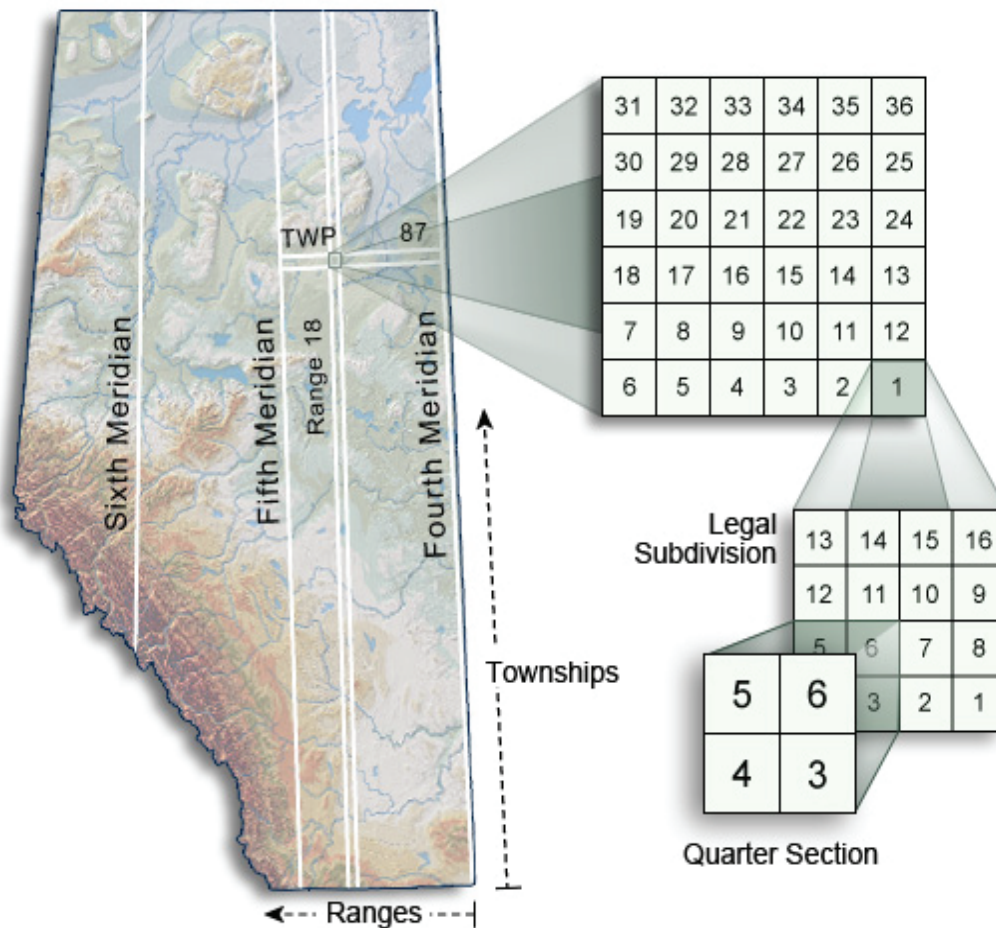 TWP 87
Sixth Meridian
Fifth Meridian
Range 18
Fourth Meridian
Townships
Ranges
31 32 33 34 35 36
30 29 28 27 26 25
19 20 21 22 23 24
18 17 16 15 14 13
7 8 9 10 11 12
6 5 4 3 2 1
Legal
Subdivision
13 14 15 16
12 11 10 9
5 6 7 8
3 2 1
5 6
4 3
Quarter Section